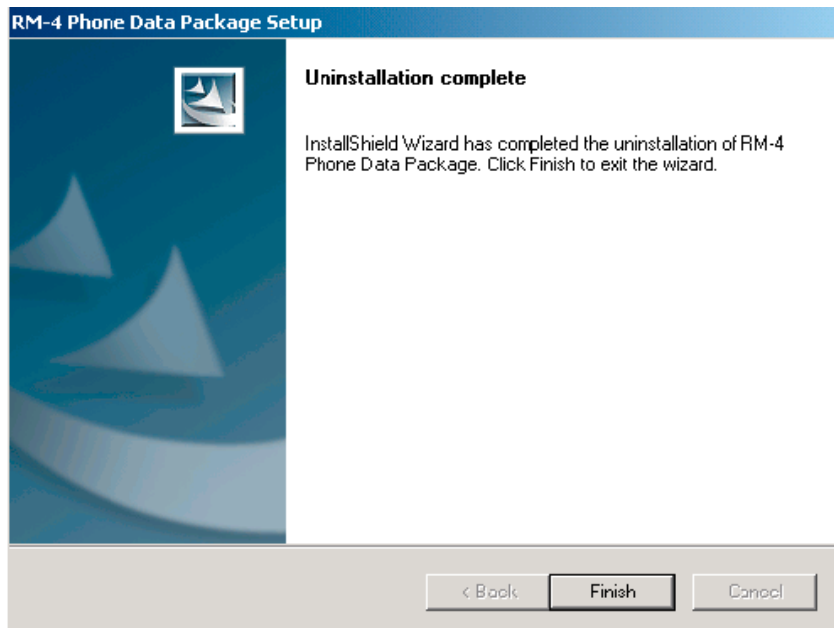 RM-4 Phone Data Package Setup
Uninstallation complete
InstallShield Wizard has completed the uninstallation of RM-4
Phone Data Package. Click Finish to exit the wizard.
< Back
Finish
Cancel